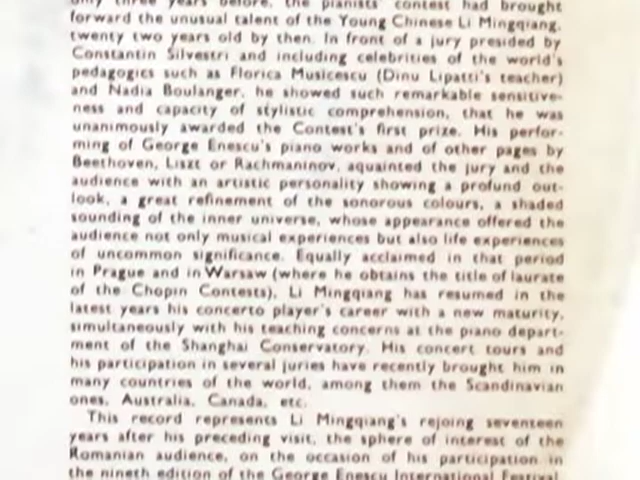 only three years before, the pianists' contest had brought
forward the unusual talent of the Young Chinese Li Mingqiang,
twenty two years old by then. In front of a jury presided by
Constantin Silvestri and including celebrities of the world's
pedagogics such as Florica Musicescu (Dinu Lipatti's teacher)
and Nadia Boulanger, he showed such remarkable sensitive-
ness and capacity of stylistic comprehension, that he was
unanimously awarded the Contest's first prize. His perfor-
ming of George Enescu's piano works and of other pages by
Beethoven, Liszt or Rachmaninov, aquainted the jury and the
audience with an artistic personality showing a profund out-
look, a great refinement of the sonorous colours, a shaded
sounding of the inner universe, whose appearance offered the
audience not only musical experiences but also life experiences
of uncommon significance. Equally acclaimed in that period
in Prague and in Warsaw (where he obtains the title of laurate
of the Chopin Contests), Li Mingqiang has resumed in the
latest years his concerto player's career with a new maturity,
simultaneously with his teaching concerns at the piano depart-
ment of the Shanghai Conservatory. His concert tours and
his participation in several juries have recently brought him in
many countries of the world, among them the Scandinavian
ones, Australia, Canada, etc.
This record represents Li Mingqiang's rejoing seventeen
years after his preceding visit, the sphere of interest of the
Romanian audience, on the occasion of his participation in
the nineth edition of the George Enescu International Festival.